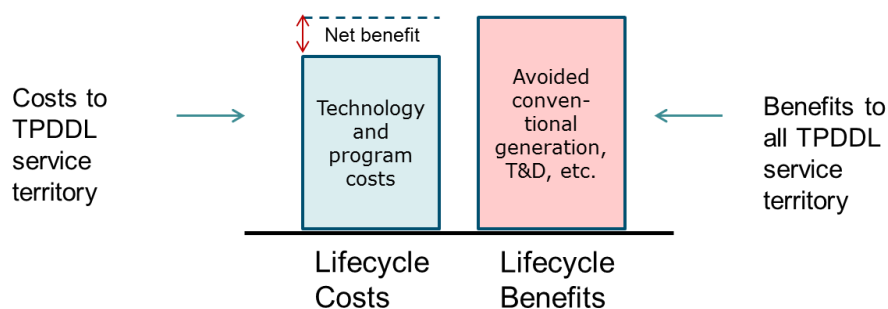 Costs to
TPDDL
service
territory
Net benefit
Technology
and
program
costs
Avoided
conven-
tional
generation,
T&D, etc.
Benefits to
all TPDDL
service
territory
Lifecycle
Costs
Lifecycle
Benefits